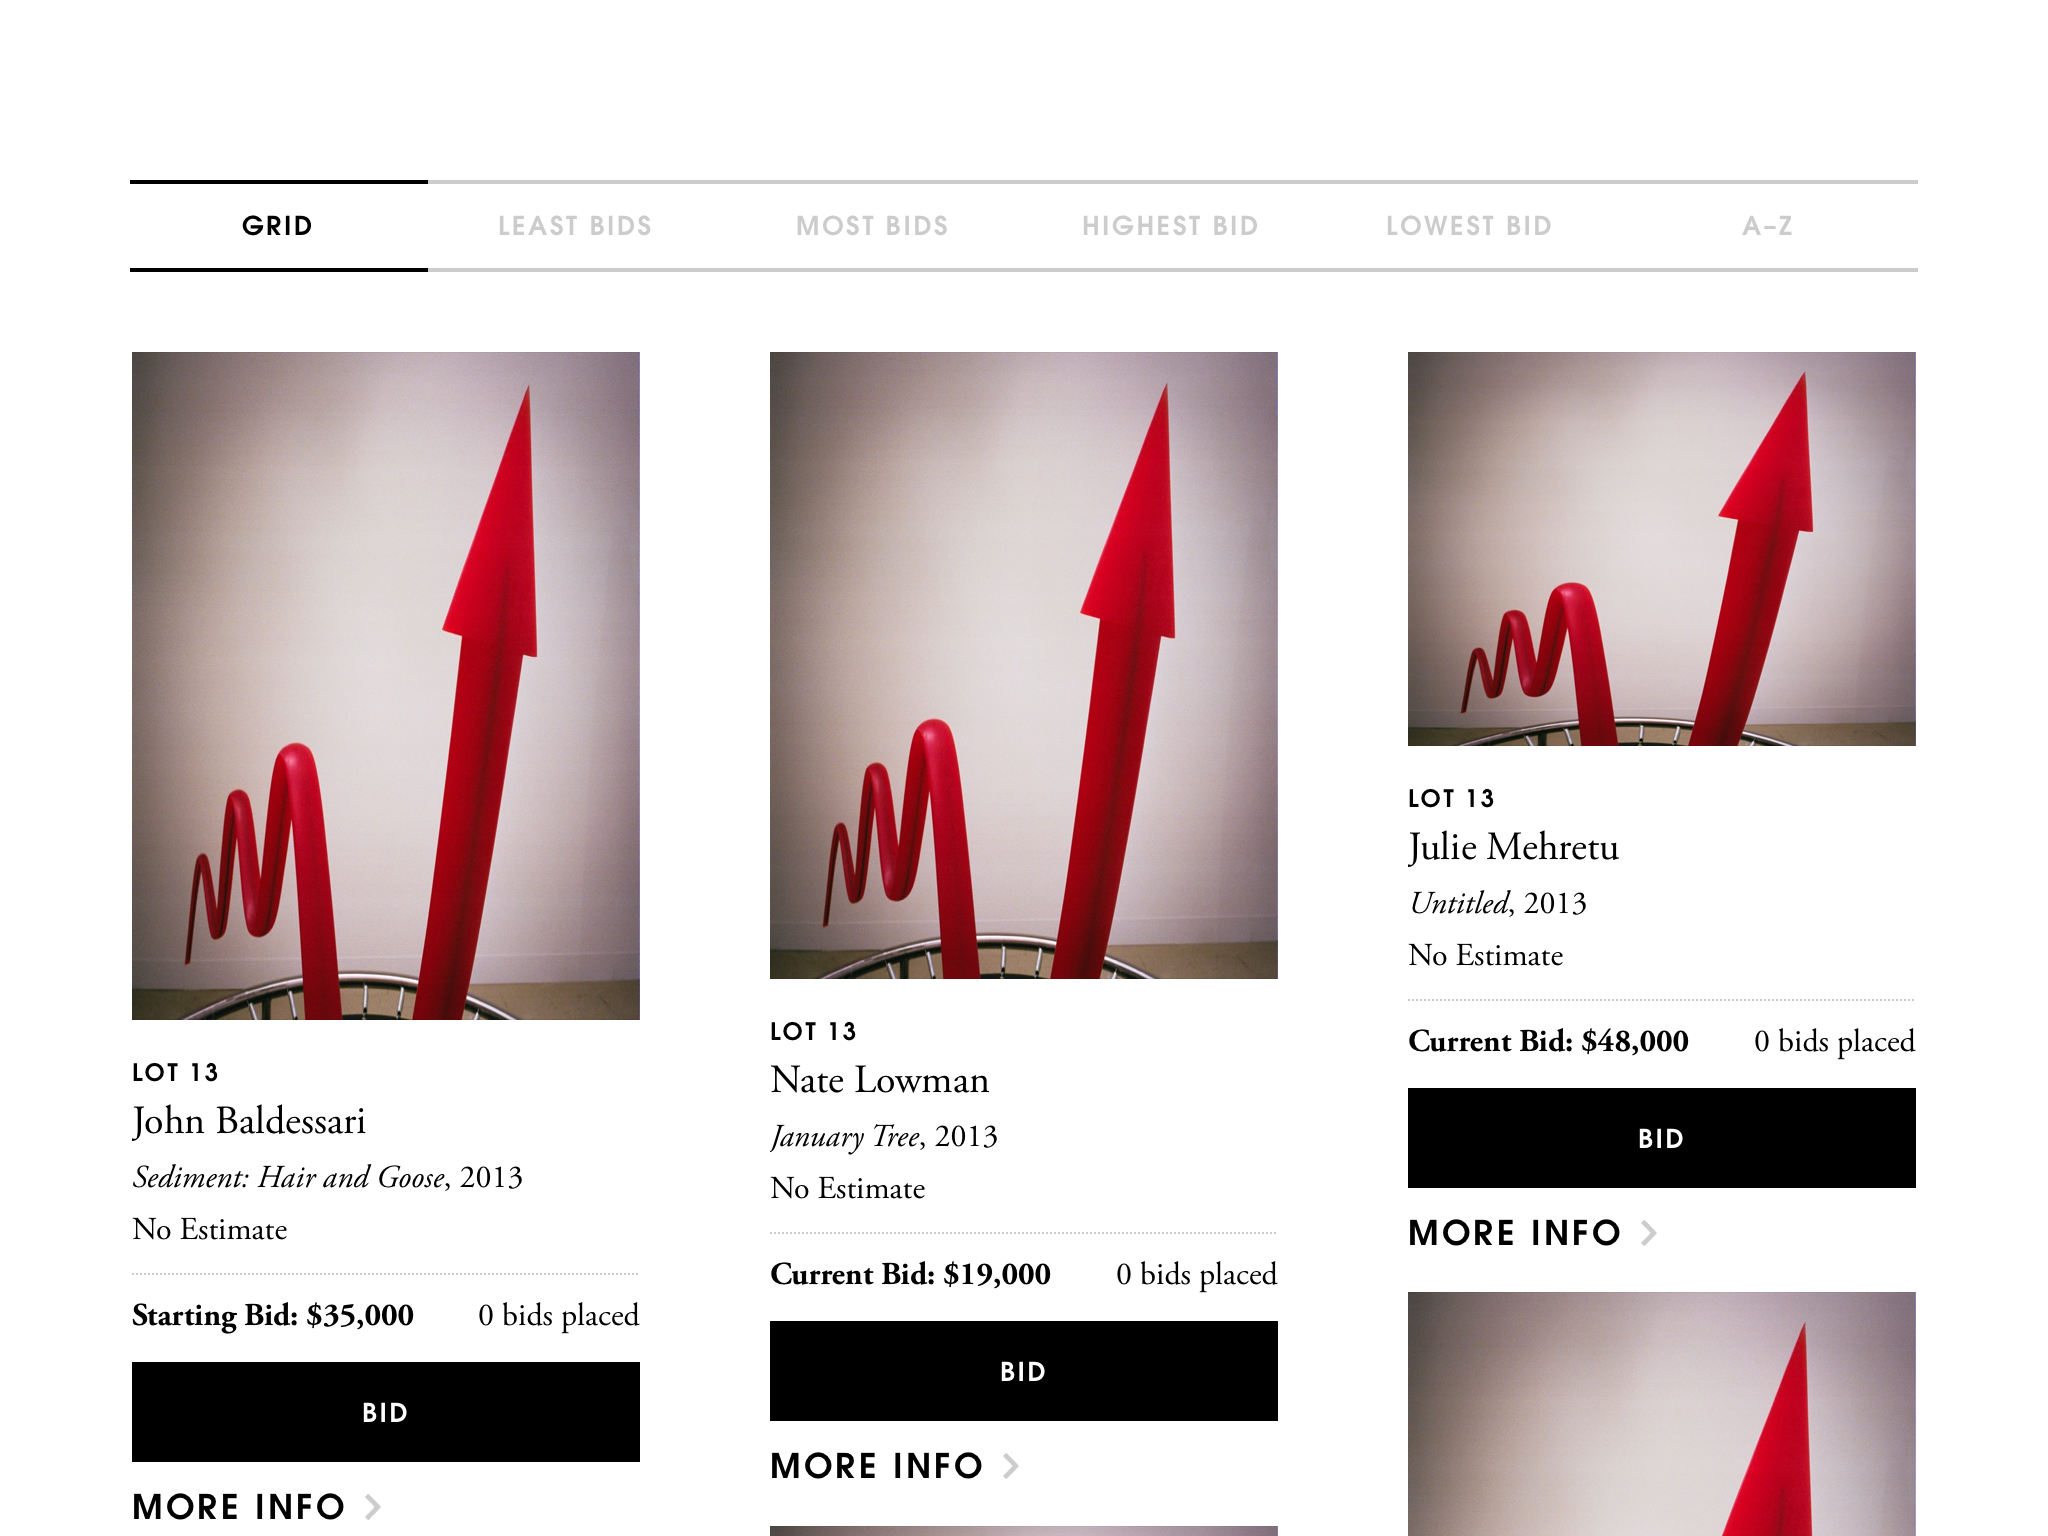 GRID LEAST BIDS MOST BIDS HIGHEST BID LOWEST BID A–Z
LOT 13
John Baldessari
Sediment: Hair and Goose, 2013
No Estimate
Starting Bid: $35,000 0 bids placed
BID
MORE INFO
LOT 13
Nate Lowman
January Tree, 2013
No Estimate
Current Bid: $19,000 0 bids placed
BID
MORE INFO
LOT 13
Julie Mehretu
Untitled, 2013
No Estimate
Current Bid: $48,000 0 bids placed
BID
MORE INFO